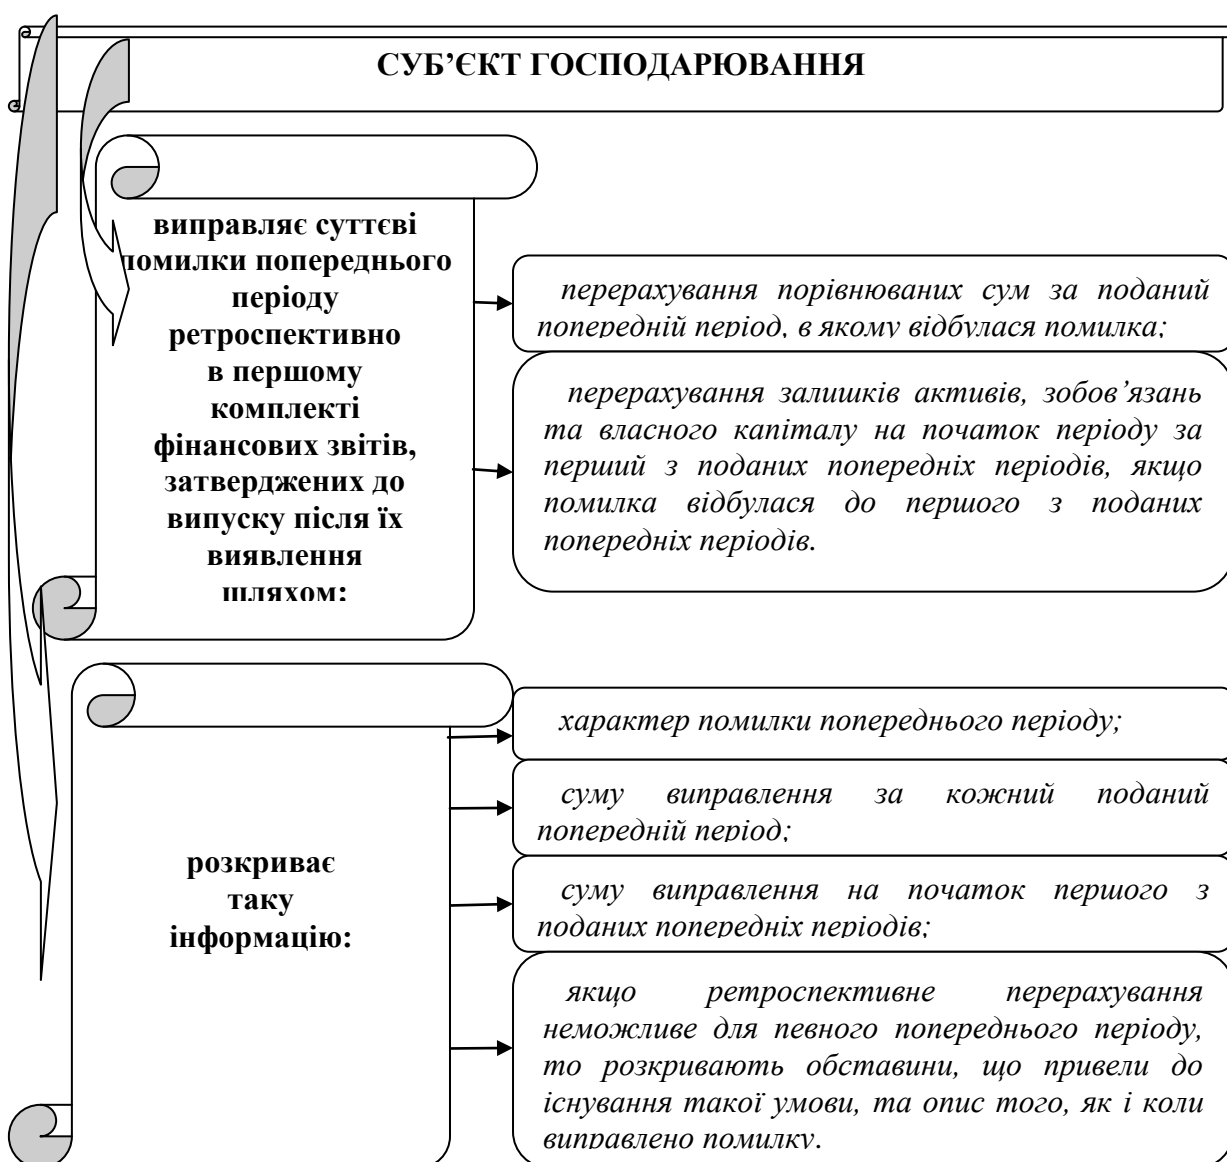 СУБ’ЄКТ ГОСПОДАРЮВАННЯ
виправляє суттєві
помилки попереднього
періоду
ретроспективно
в першому
комплекті
фінансових звітів,
затверджених до
випуску після їх
виявлення
шляхом:
перерахування порівнюваних сум за поданий
попередній період, в якому відбулася помилка;
перерахування залишків активів, зобов’язань
та власного капіталу на початок періоду за
перший з поданих попередніх періодів, якщо
помилка відбулася до першого з поданих
попередніх періодів.
розкриває
таку
інформацію:
характер помилки попереднього періоду;
суму виправлення за кожний поданий
попередній період;
суму виправлення на початок першого з
поданих попередніх періодів;
якщо ретроспективне перерахування
неможливе для певного попереднього періоду,
то розкривають обставини, що привели до
існування такої умови, та опис того, як і коли
виправлено помилку.